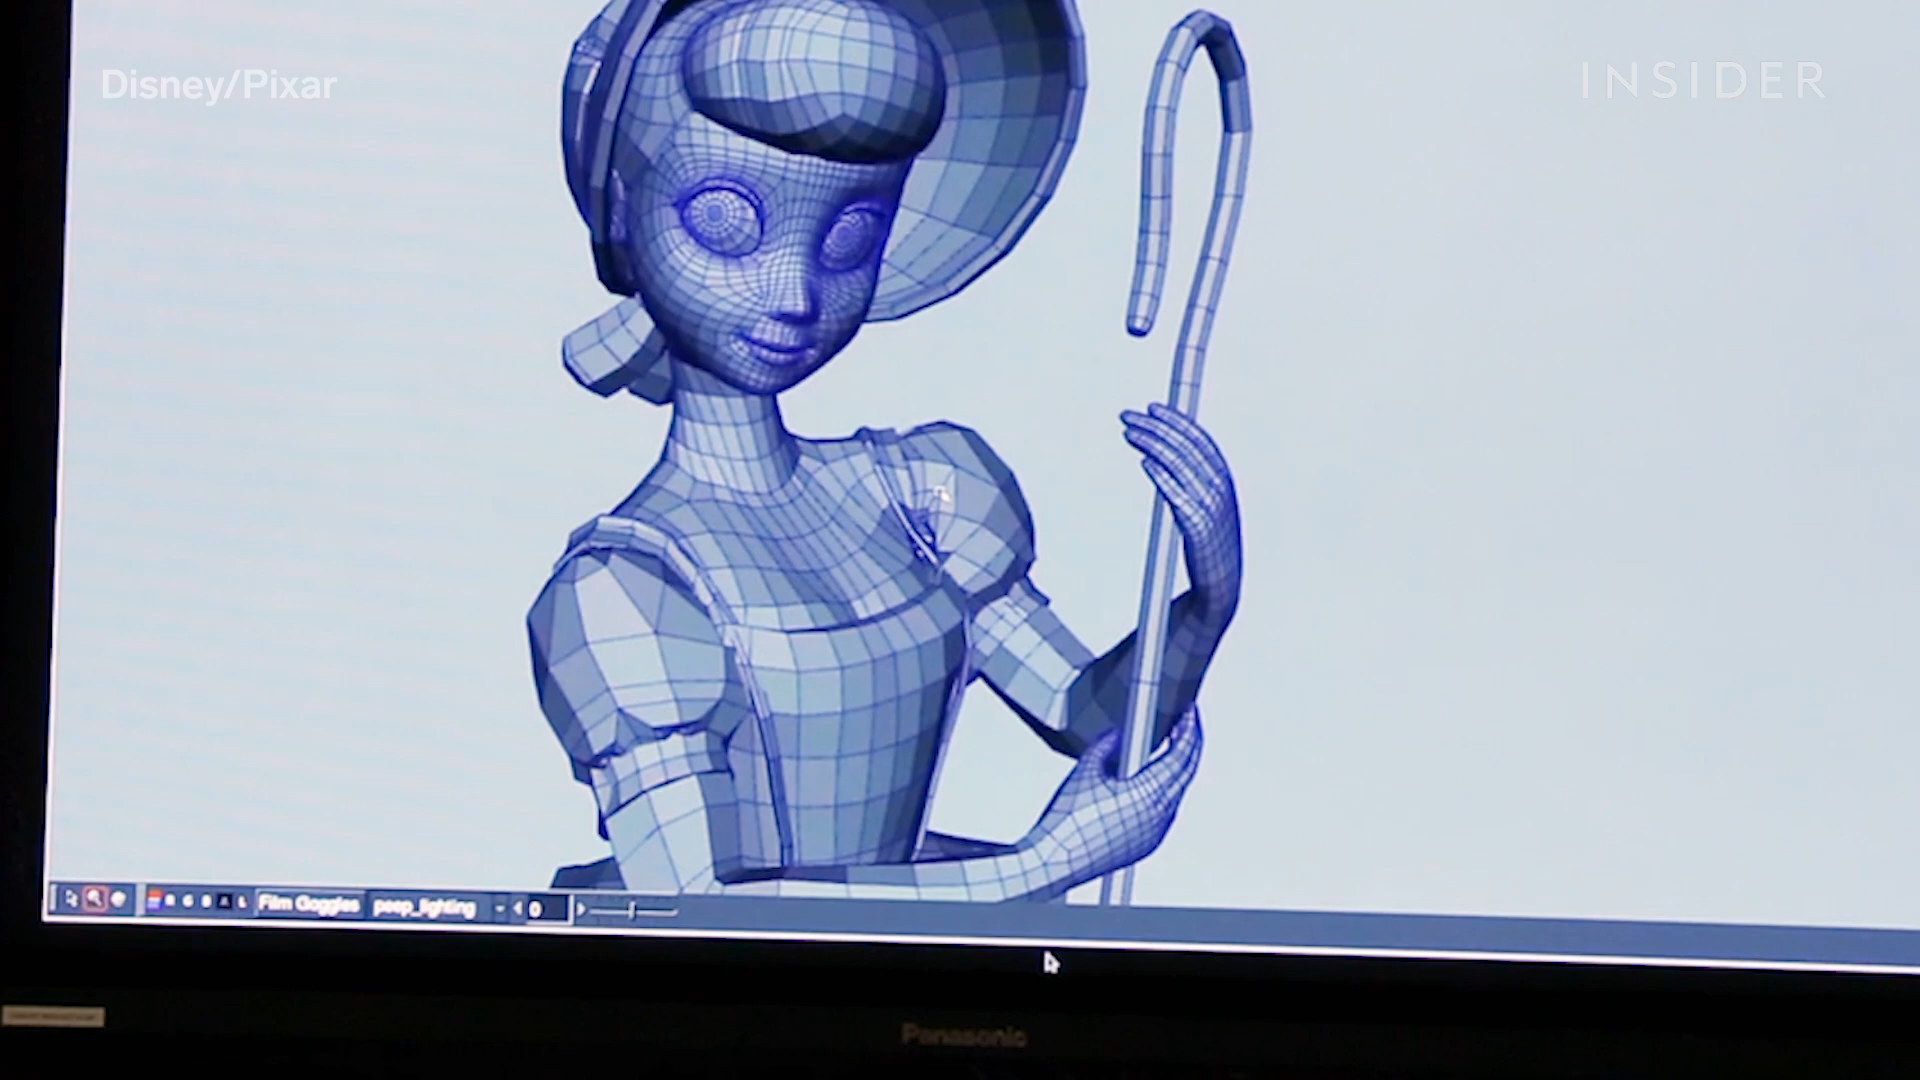 Disney/Pixar
INSIDER
R G B A L Film Goggles peep_lighting 0
Panasonic